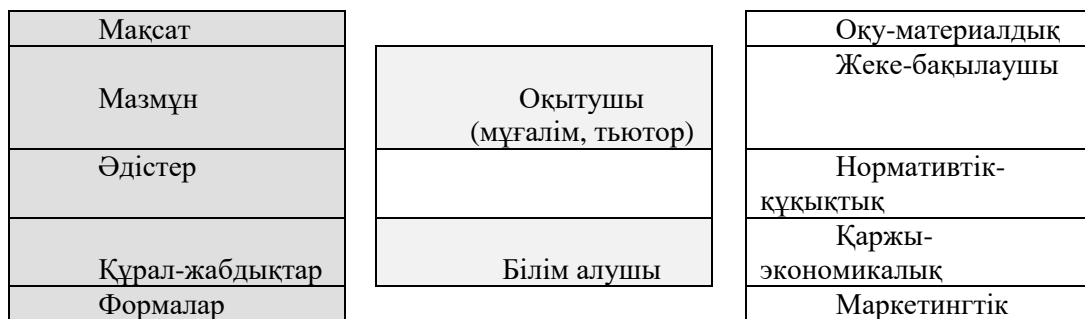 Мақсат
Мазмұн
Әдістер
Құрал-жабдықтар
Формалар
Оқытушы
(мұғалім, тьютор)
Білім алушы
Оқу-материалдық
Жеке-бақылаушы
Нормативтік-
құқықтық
Қаржы-
экономикалық
Маркетингтік